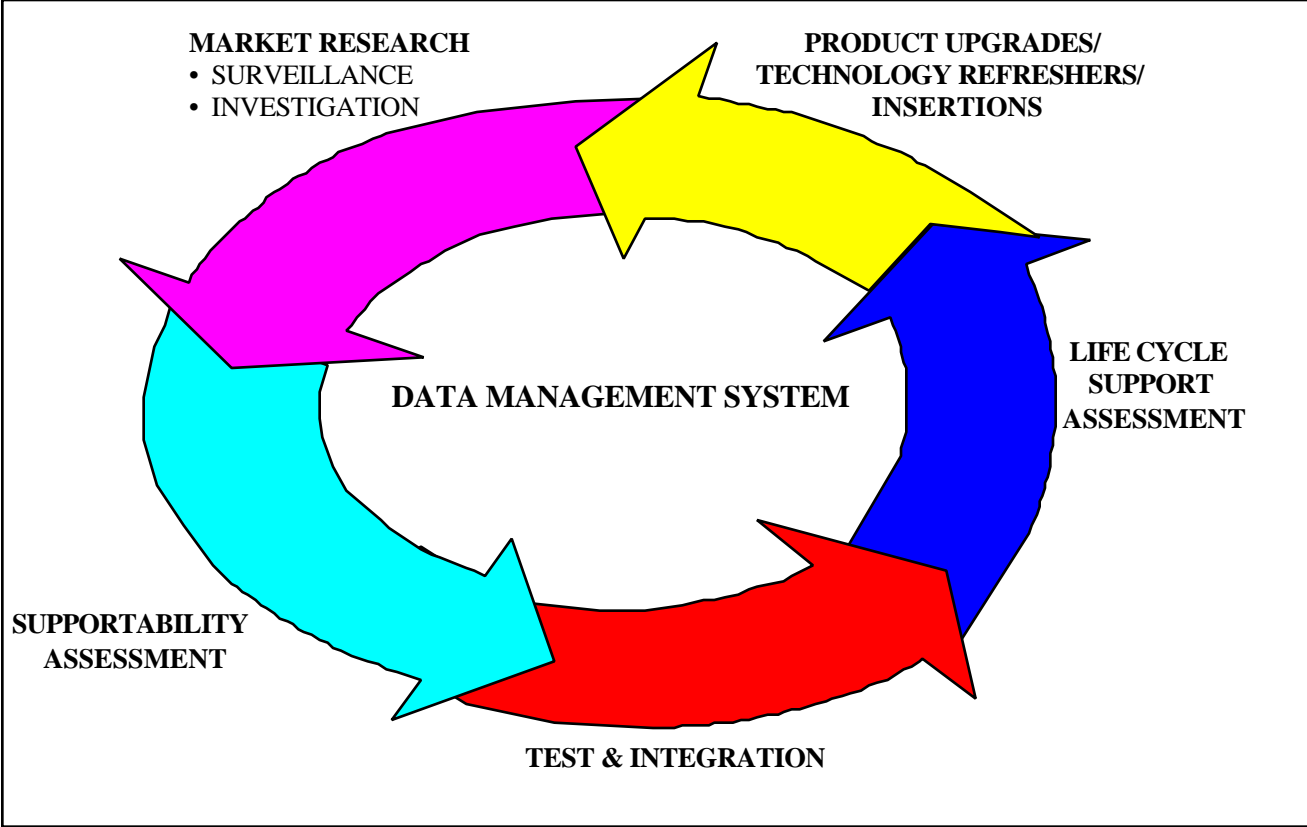 MARKET RESEARCH
• SURVEILLANCE
• INVESTIGATION
PRODUCT UPGRADES/
TECHNOLOGY REFRESHERS/
INSERTIONS
LIFE CYCLE
SUPPORT
ASSESSMENT
DATA MANAGEMENT SYSTEM
SUPPORTABILITY
ASSESSMENT
TEST & INTEGRATION